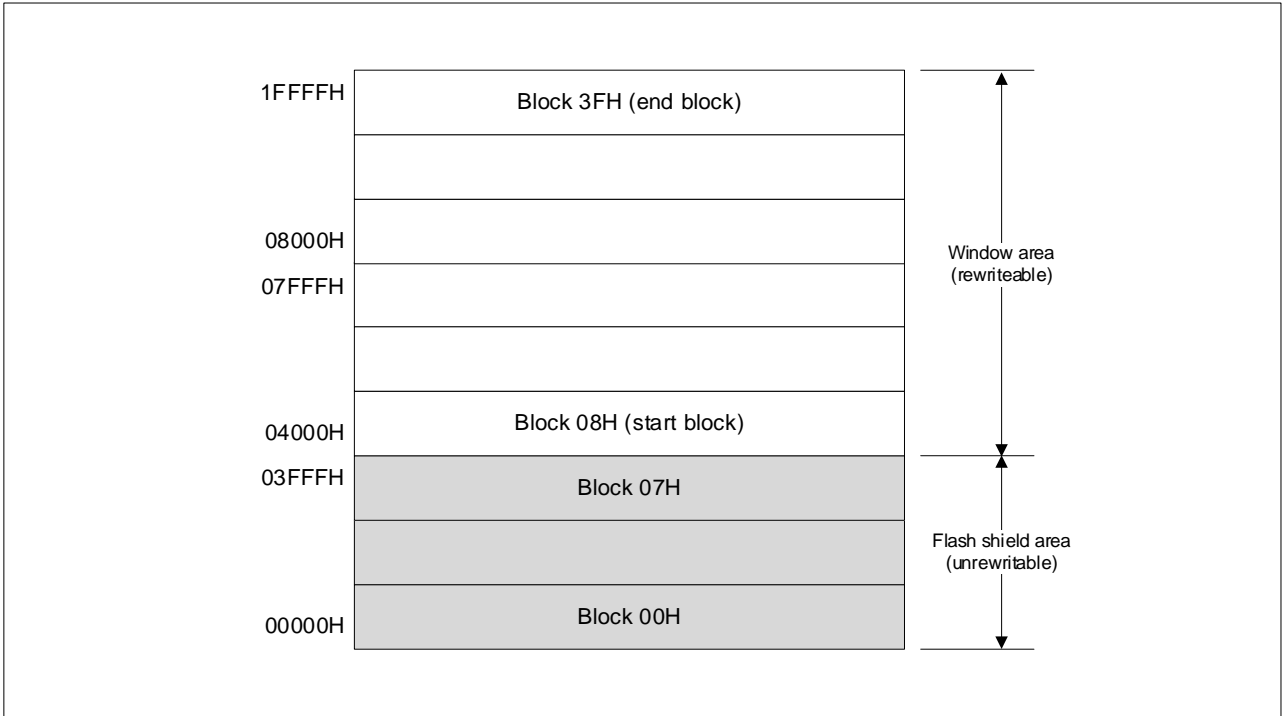 1FFFFH
Block 3FH (end block)
08000H
07FFFH
Window area
(rewriteable)
Block 08H (start block)
04000H
03FFFH
Block 07H
Flash shield area
(unrewritable)
Block 00H
00000H